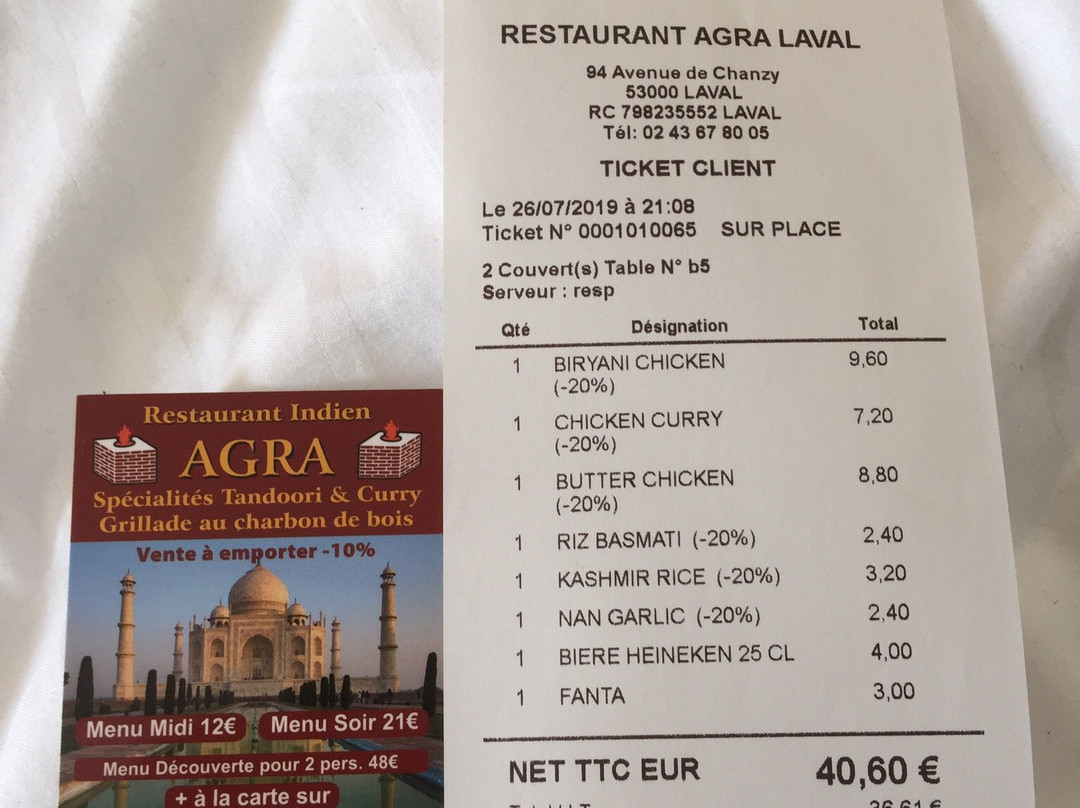 RESTAURANT AGRA LAVAL
94 Avenue de Chanzy
53000 LAVAL
RC 798235552 LAVAL
Tél: 02 43 67 80 05
TICKET CLIENT
Le 26/07/2019 à 21:08
Ticket N° 0001010065 SUR PLACE
2 Couvert(s) Table N° b5
Serveur : resp
Qté Désignation Total
1 BIRYANI CHICKEN 9,60
(-20%)
1 CHICKEN CURRY 7,20
(-20%)
1 BUTTER CHICKEN 8,80
(-20%)
1 RIZ BASMATI (-20%) 2,40
1 KASHMIR RICE (-20%) 3,20
1 NAN GARLIC (-20%) 2,40
1 BIERE HEINEKEN 25 CL 4,00
1 FANTA 3,00
NET TTC EUR 40,60 €
Restaurant Indien
AGRA
Spécialités Tandoori & Curry
Grillade au charbon de bois
Vente à emporter -10%
Menu Midi 12€ Menu Soir 21€
Menu Découverte pour 2 pers. 48€
+ à la carte sur